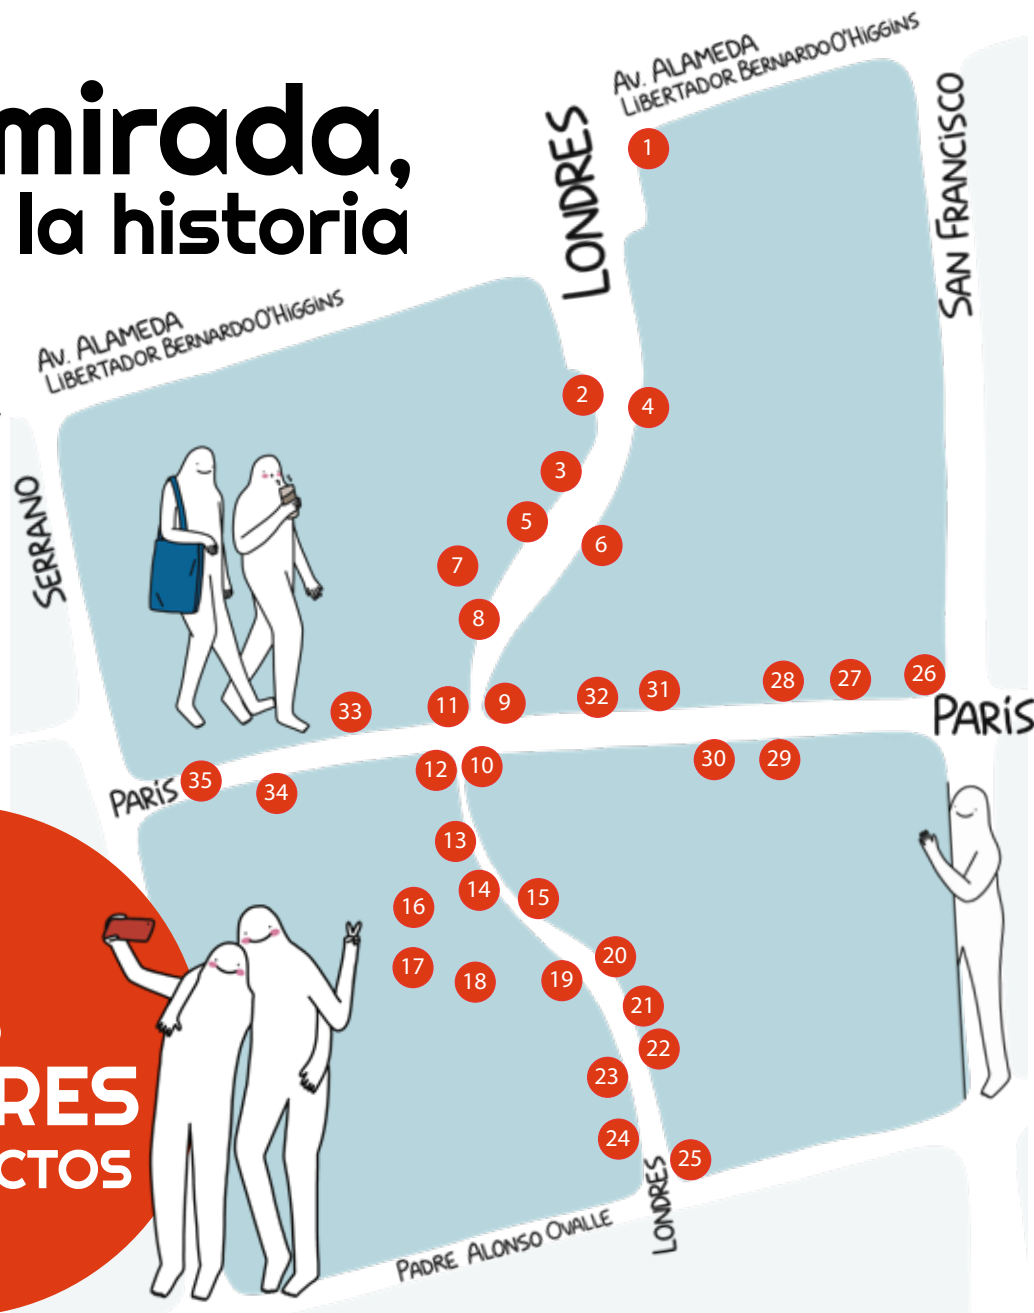 mirada,
la historia
AV. ALAMEDA
LIBERTADOR BERNARDO O'HIGGINS
LONDRES
SAN FRANCISCO
1
AV. ALAMEDA
LIBERTADOR BERNARDO O'HIGGINS
SERRANO
2
4
3
5
6
7
8
33
11
9
32
31
28
27
26
PARÍS
PARÍS
35
34
12
10
30
29
13
14
15
16
17
18
19
20
21
22
23
24
25
RES
CTOS
LONDRES
PADRE ALONSO OVALLE